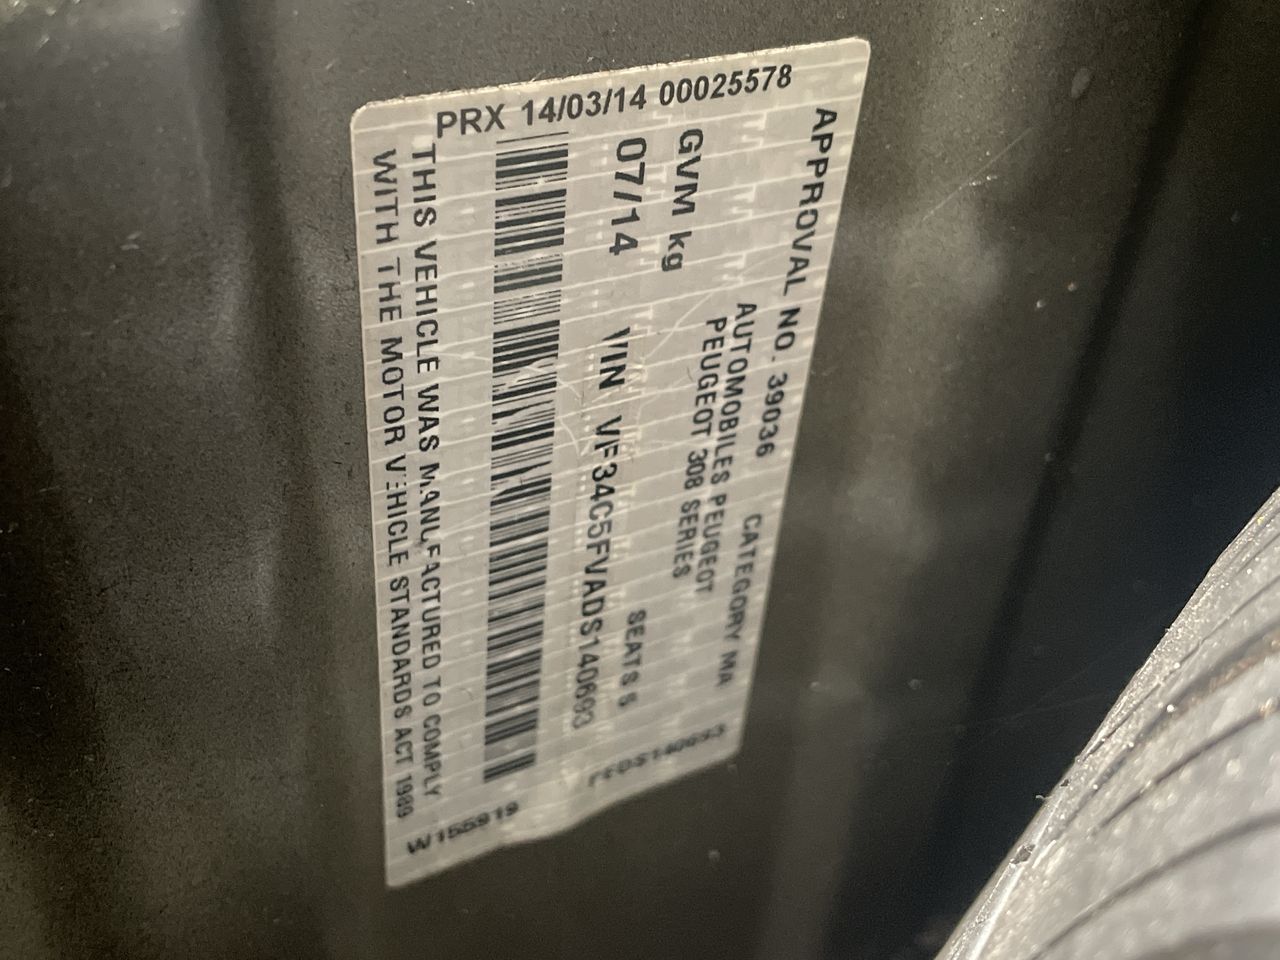 PRX 14/03/14 00025578
APPROVAL NO. 39036 CATEGORY MA
AUTOMOBILES PEUGEOT
PEUGEOT 308 SERIES
GVM kg
07/14 VIN VF34C5FVADS140693
SEATS 5
THIS VEHICLE WAS MANUFACTURED TO COMPLY
WITH THE MOTOR VEHICLE STANDARDS ACT 1989
W155919